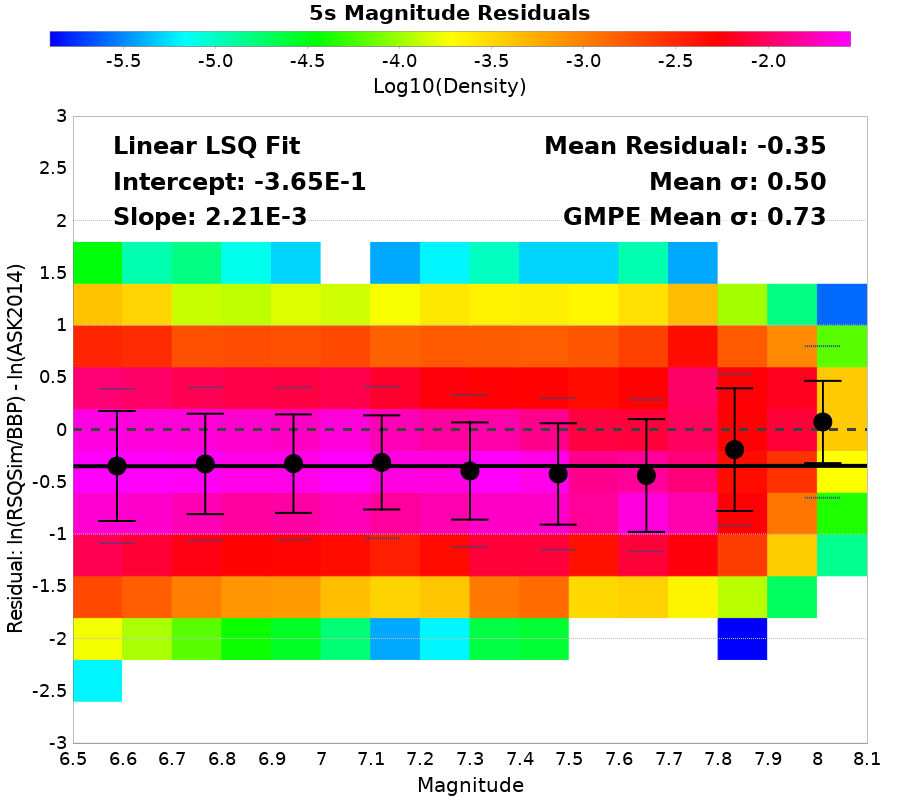 5s Magnitude Residuals
-5.5 -5.0 -4.5 -4.0 -3.5 -3.0 -2.5 -2.0
Log10(Density)
Linear LSQ Fit
Intercept: -3.65E-1
Slope: 2.21E-3
Mean Residual: -0.35
Mean σ: 0.50
GMPE Mean σ: 0.73
Residual: ln(RSQSim/BBP) - ln(ASK2014)
3
2.5
2
1.5
1
0.5
0
-0.5
-1
-1.5
-2
-2.5
-3
6.5 6.6 6.7 6.8 6.9 7 7.1 7.2 7.3 7.4 7.5 7.6 7.7 7.8 7.9 8 8.1
Magnitude